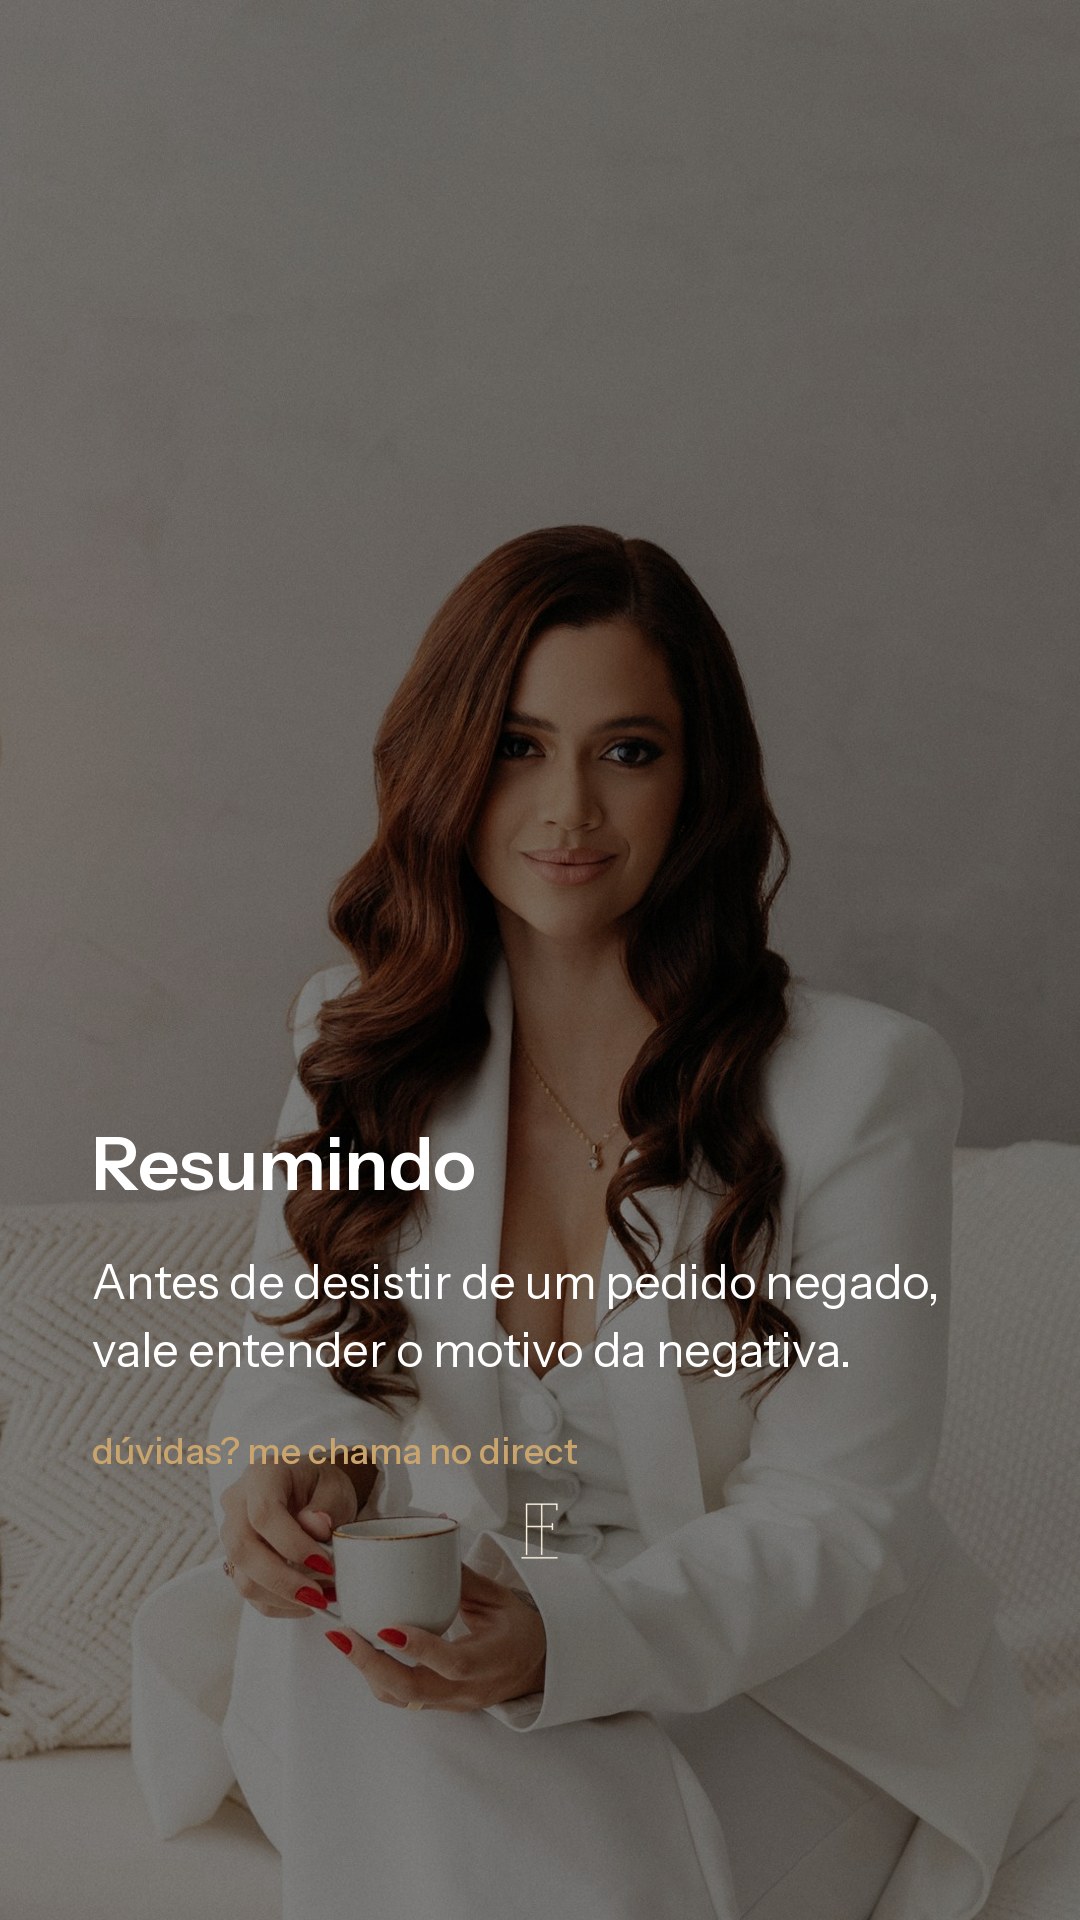 Resumindo
Antes de desistir de um pedido negado,
vale entender o motivo da negativa.
dúvidas? me chama no direct